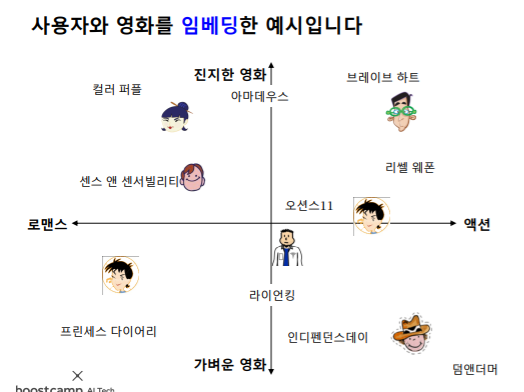 사용자와 영화를 임베딩한 예시입니다
진지한 영화
브레이브 하트
컬러 퍼플
아마데우스
리쎌 웨폰
센스 앤 센서빌리티
오션스11
로맨스
액션
라이언킹
프린세스 다이어리
인디펜던스데이
가벼운 영화
덤앤더머
boostcamp AI Tech